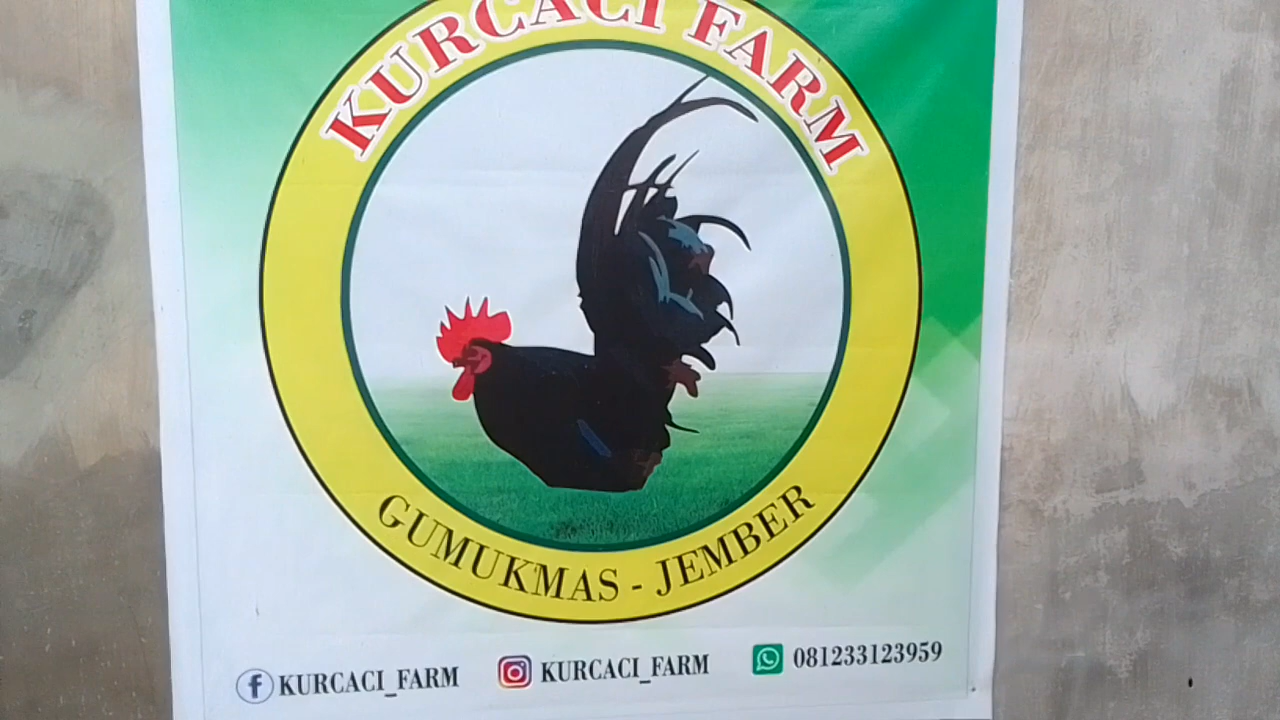 KURCACI FARM
GUMUKMAS - JEMBER
KURCACI_FARM
KURCACI_FARM
081233123959